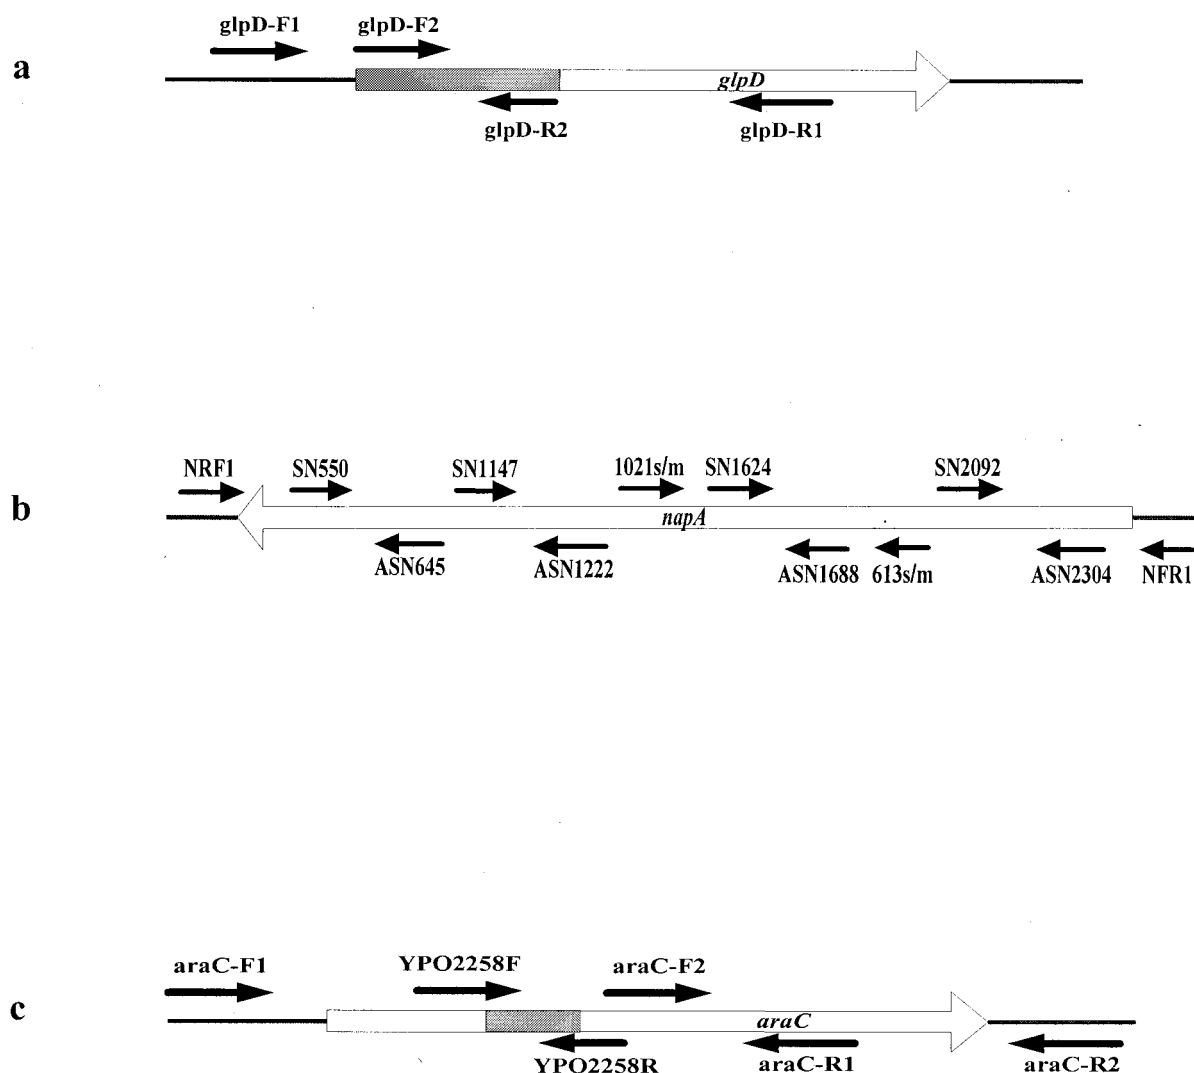 glpD-F1 glpD-F2
a
glpD
glpD-R2 glpD-R1
NRF1 SN550 SN1147 1021s/m SN1624 SN2092
b
napA
ASN645 ASN1222 ASN1688 613s/m ASN2304 NFR1
araC-F1 YPO2258F araC-F2
c
araC
YPO2258R araC-R1 araC-R2